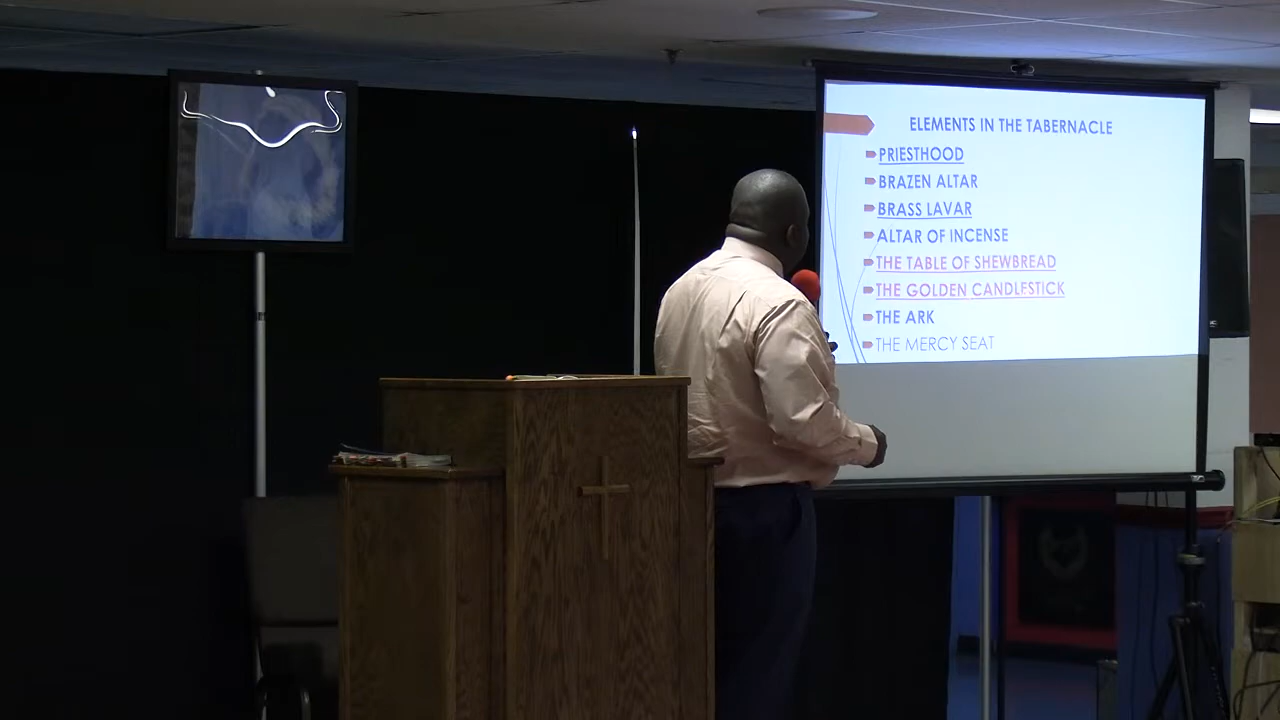 ELEMENTS IN THE TABERNACLE
PRIESTHOOD
BRAZEN ALTAR
BRASS LAVAR
ALTAR OF INCENSE
THE TABLE OF SHEWBREAD
THE GOLDEN CANDLESTICK
THE ARK
THE MERCY SEAT